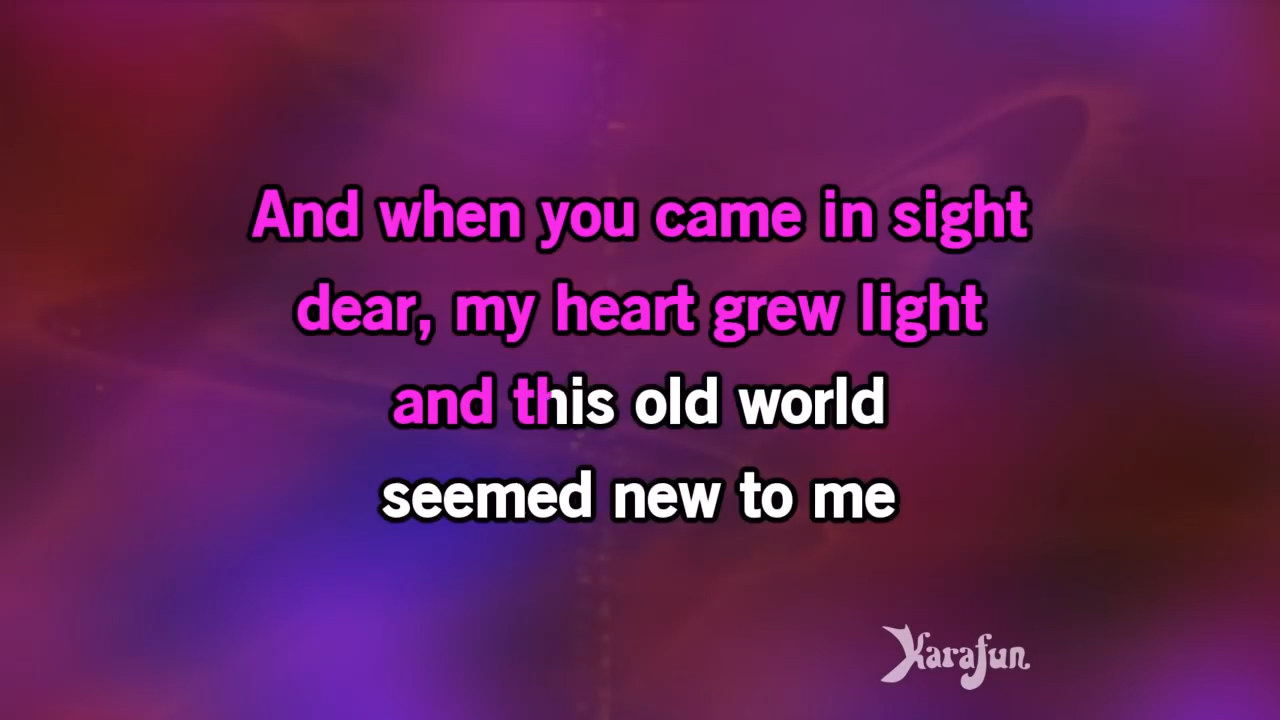 And when you came in sight
dear, my heart grew light
and this old world
seemed new to me
Karafun